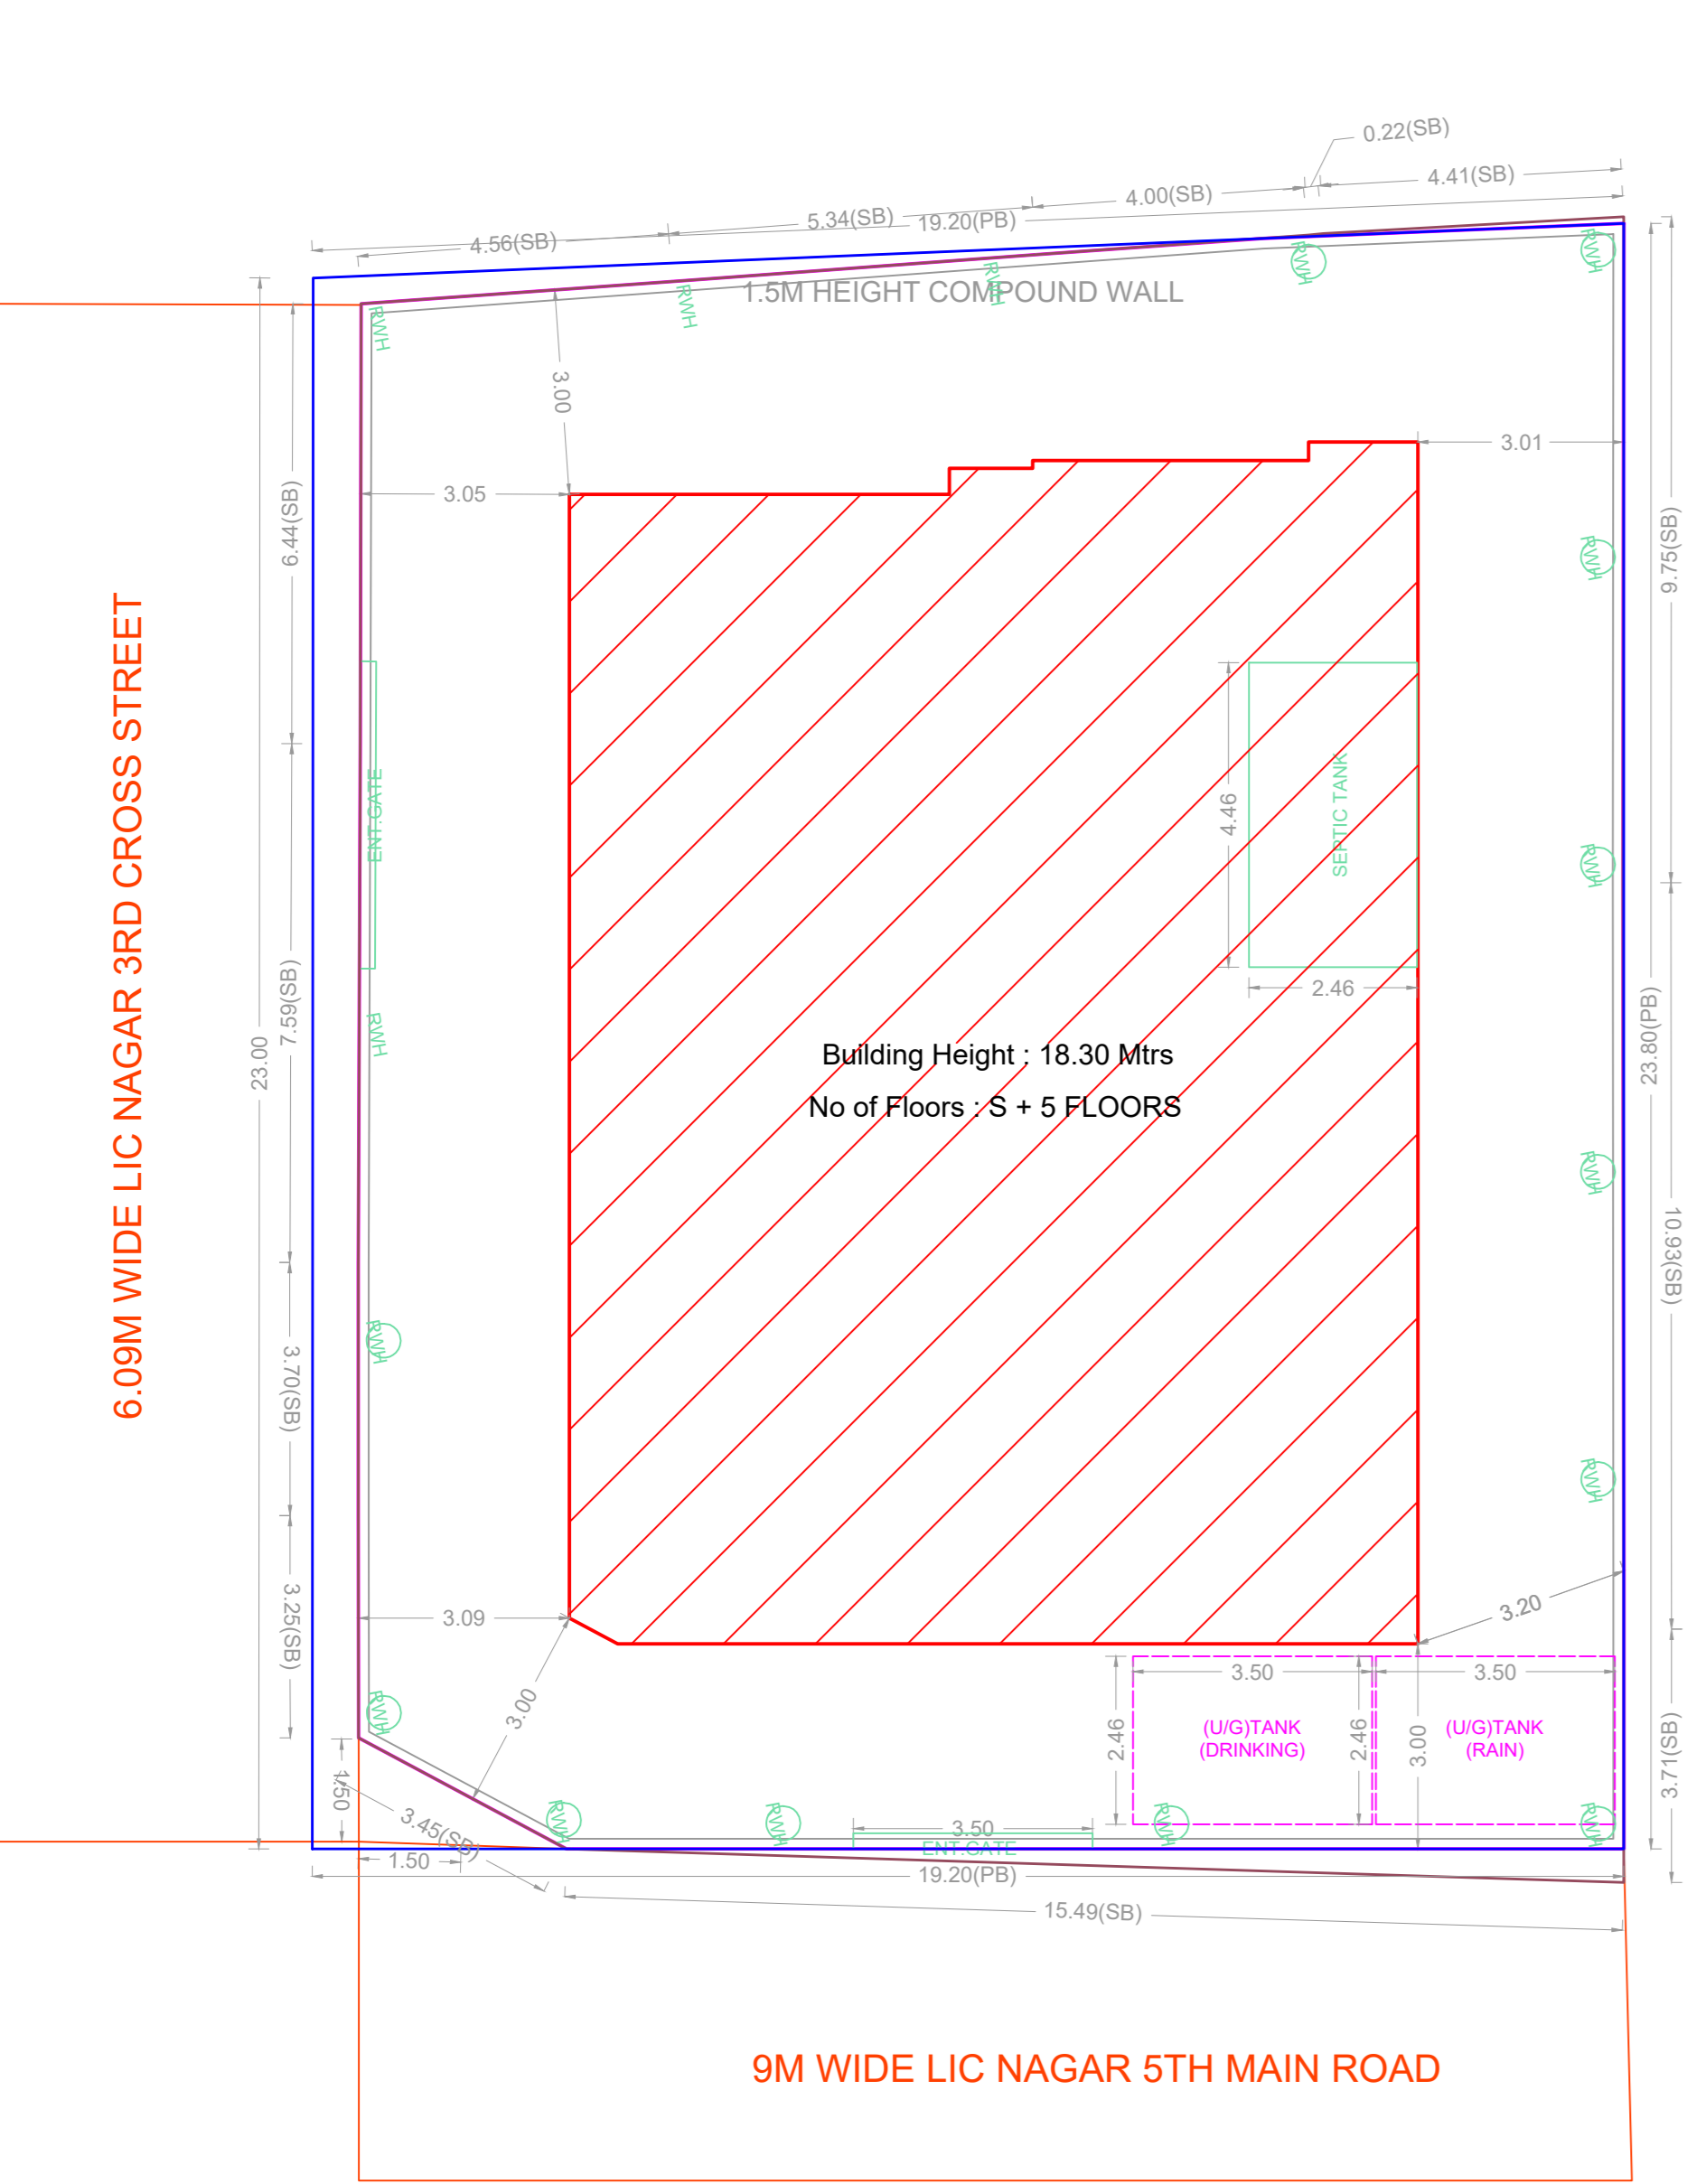 0.22(SB)
4.41(SB)
4.00(SB)
5.34(SB)
19.20(PB)
4.56(SB)
RWH
RWH
RWH
RWH
RWH
1.5M HEIGHT COMPOUND WALL
3.00
3.01
3.05
6.44(SB)
9.75(SB)
RWH
6.09M WIDE LIC NAGAR 3RD CROSS STREET
ENT.GATE
4.46
SEPTIC TANK
RWH
2.46
7.59(SB)
RWH
23.00
23.80(PB)
Building Height : 18.30 Mtrs
No of Floors : S + 5 FLOORS
RWH
10.93(SB)
RWH
3.70(SB)
RWH
3.25(SB)
3.09
3.20
3.00
3.50
3.50
2.46
(U/G)TANK
(DRINKING)
2.46
3.00
(U/G)TANK
(RAIN)
3.71(SB)
RWH
1.50
3.45(SB)
RWH
RWH
3.50
RWH
RWH
ENT.GATE
1.50
19.20(PB)
15.49(SB)
9M WIDE LIC NAGAR 5TH MAIN ROAD